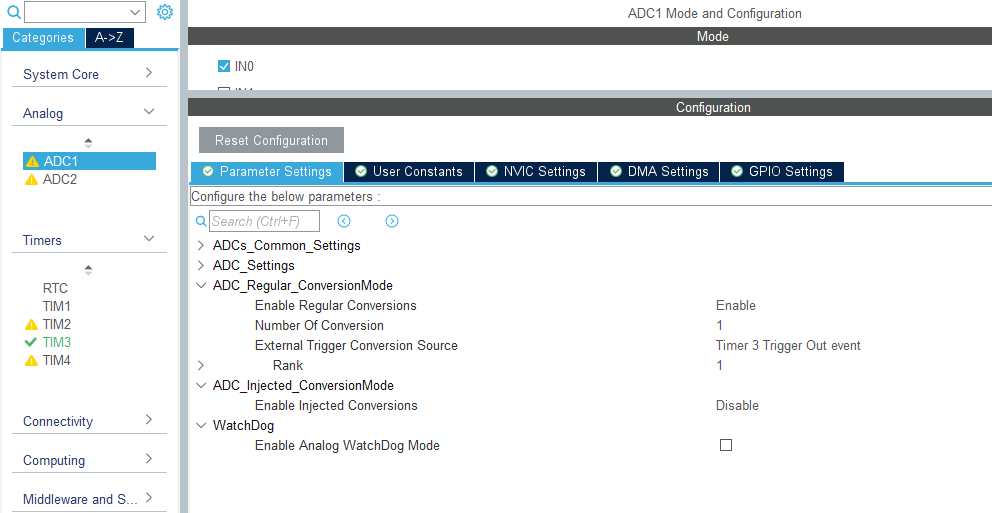 ADC1 Mode and Configuration
Categories A->Z
Mode
System Core
IN0
Analog
Configuration
Reset Configuration
ADC1
ADC2
Parameter Settings User Constants NVIC Settings DMA Settings GPIO Settings
Configure the below parameters :
Search (Ctrl+F)
Timers
ADCs_Common_Settings
ADC_Settings
ADC_Regular_ConversionMode
Enable Regular Conversions Enable
Number Of Conversion 1
External Trigger Conversion Source Timer 3 Trigger Out event
Rank 1
ADC_Injected_ConversionMode
Enable Injected Conversions Disable
WatchDog
Enable Analog WatchDog Mode
RTC
TIM1
TIM2
TIM3
TIM4
Connectivity
Computing
Middleware and S...